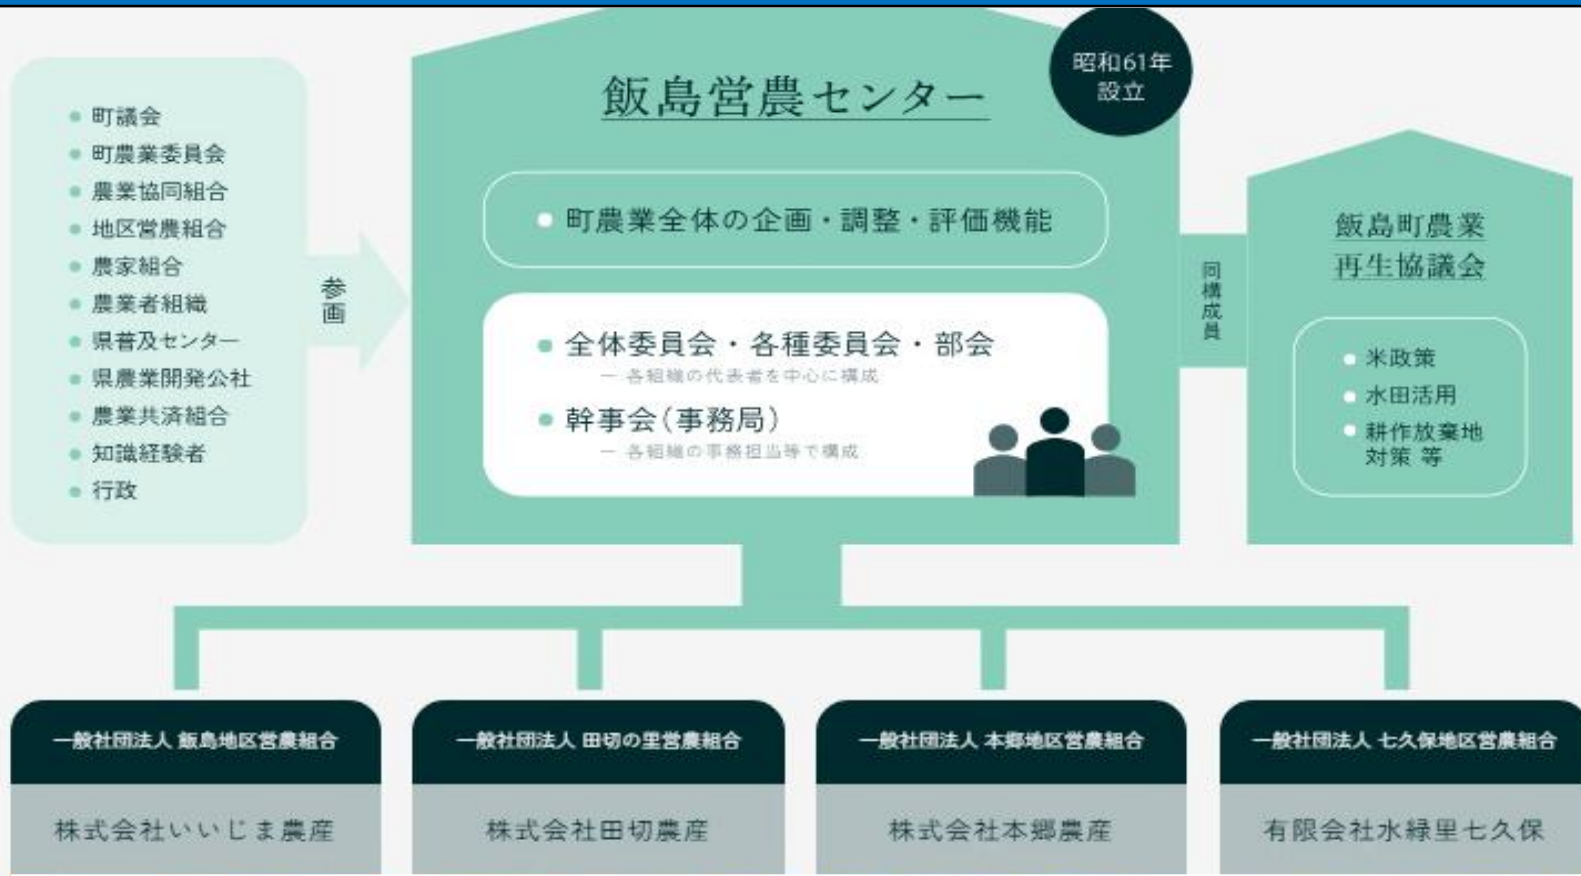 町議会
町農業委員会
農業協同組合
地区営農組合
農家組合
農業者組織
県普及センター
県農業開発公社
農業共済組合
知識経験者
行政
参画
飯島営農センター
昭和61年
設立
町農業全体の企画・調整・評価機能
全体委員会・各種委員会・部会
― 各組織の代表者を中心に構成
幹事会(事務局)
― 各組織の事務担当等で構成
同構成員
飯島町農業
再生協議会
米政策
水田活用
耕作放棄地
対策 等
一般社団法人 飯島地区営農組合
株式会社いいじま農産
一般社団法人 田切の里営農組合
株式会社田切農産
一般社団法人 本郷地区営農組合
株式会社本郷農産
一般社団法人 七久保地区営農組合
有限会社水緑里七久保